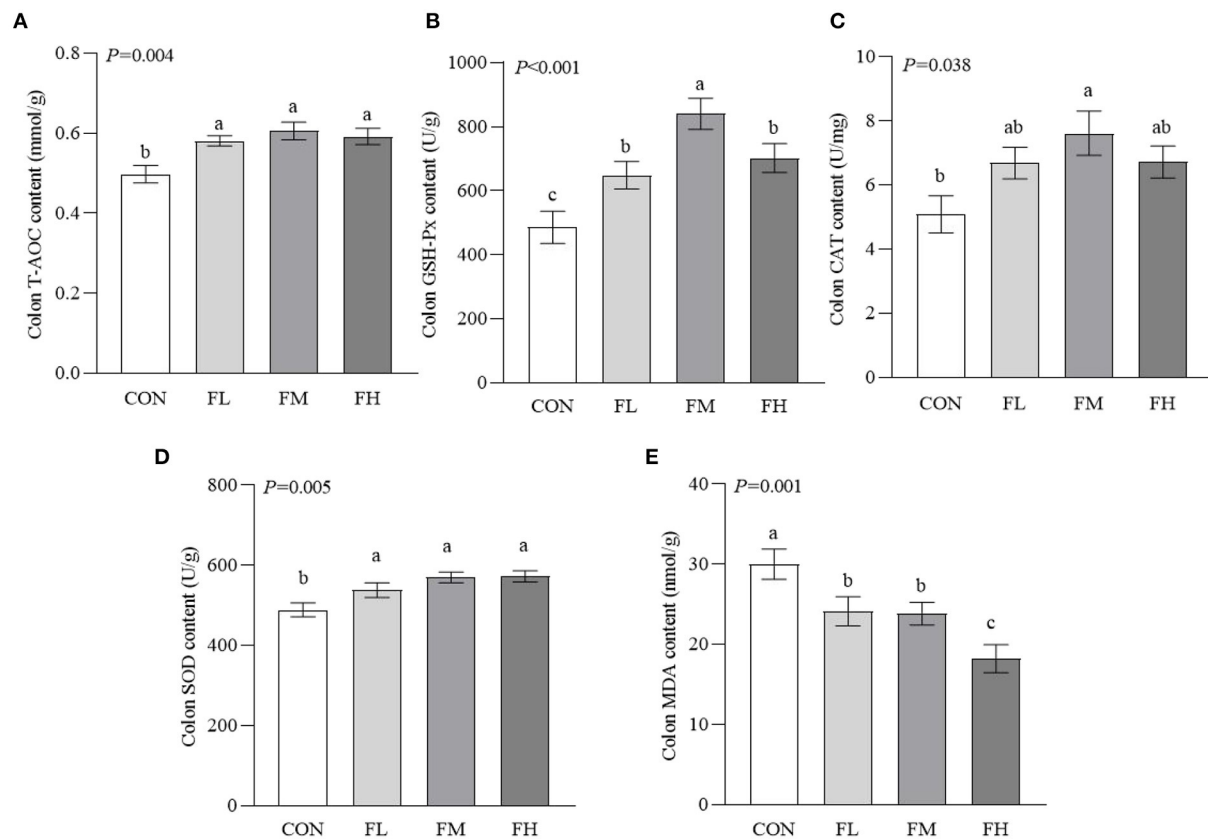 A
Colon T-AOC content (mmol/g)
P=0.004
0.8
0.6
0.4
0.2
0.0
b
a
a
a
CON FL FM FH
B
Colon GSH-Px content (U/g)
P<0.001
1000
800
600
400
200
0
c
b
a
b
CON FL FM FH
C
Colon CAT content (U/mg)
P=0.038
10
8
6
4
2
0
b
ab
a
ab
CON FL FM FH
D
Colon SOD content (U/g)
P=0.005
800
600
400
200
0
b
a
a
a
CON FL FM FH
E
Colon MDA content (nmol/g)
P=0.001
40
30
20
10
0
a
b
b
c
CON FL FM FH